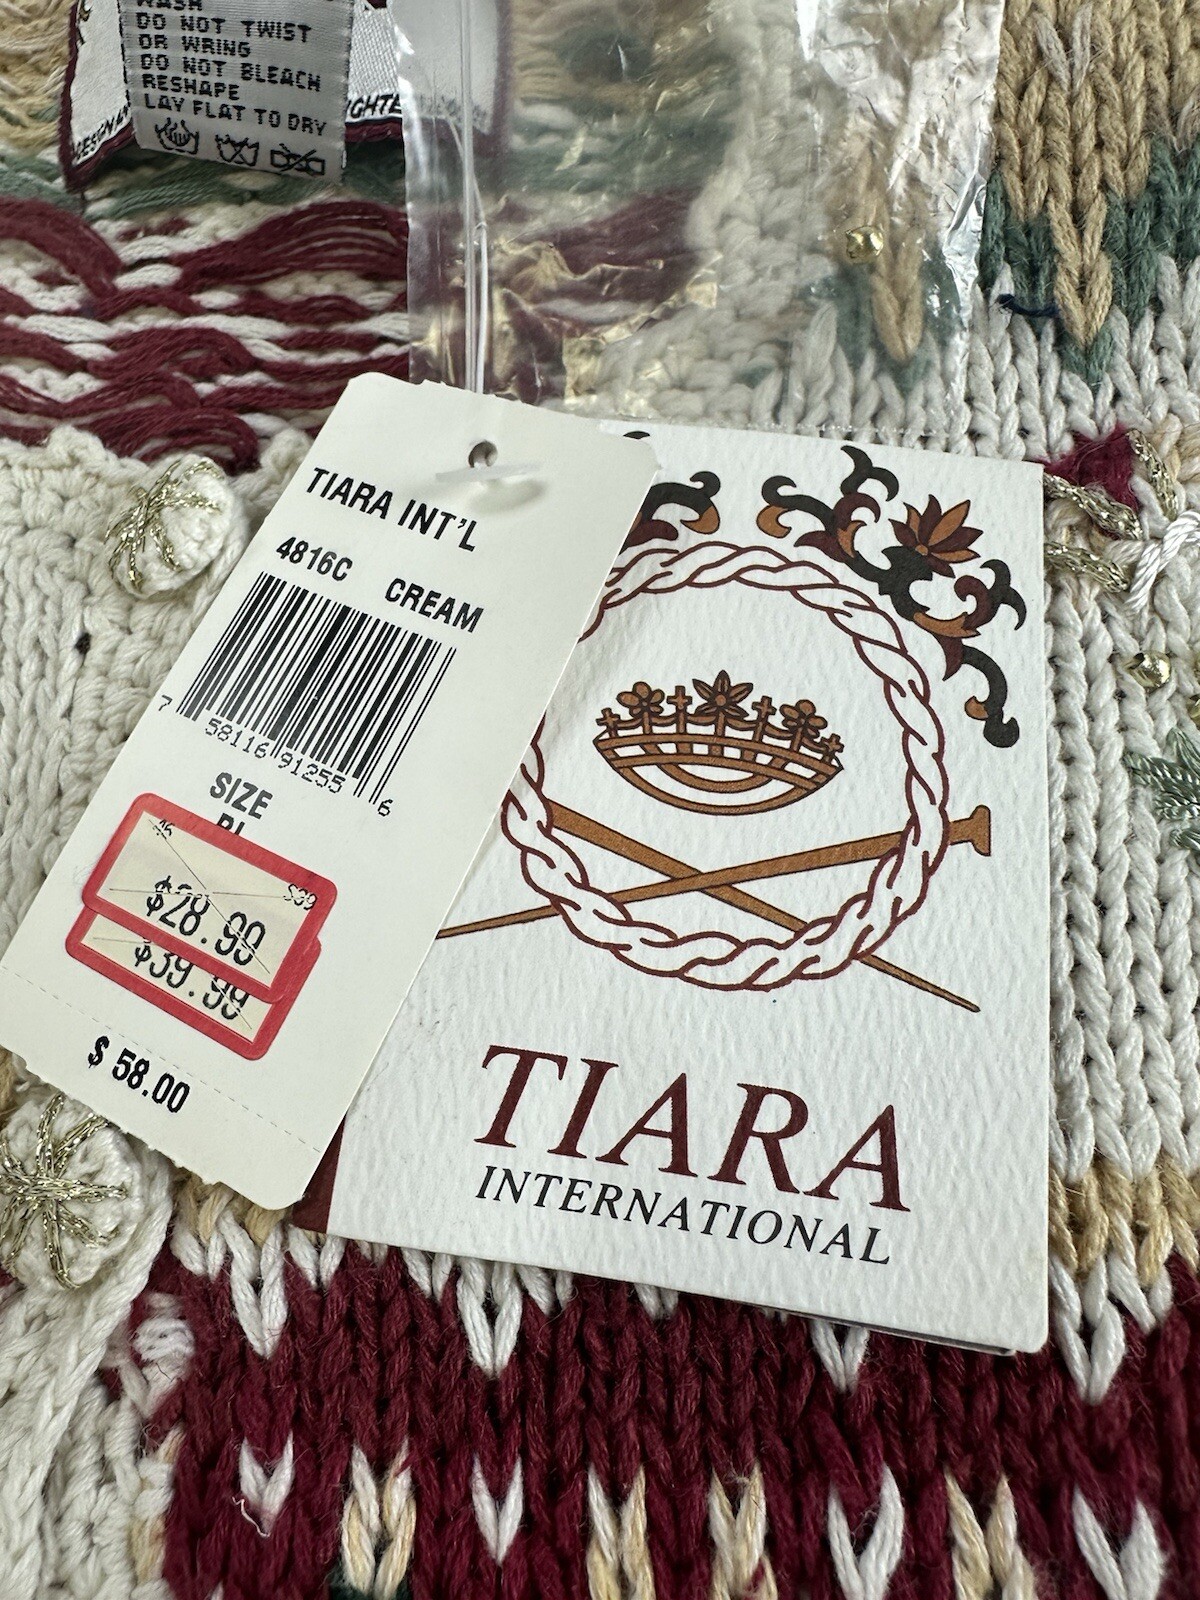 DO NOT TWIST
OR WRING
DO NOT BLEACH
RESHAPE
LAY FLAT TO DRY
TIARA INT'L
4816C CREAM
7 58116 91255 6
SIZE
$28.99
$39.99
$ 58.00
TIARA
INTERNATIONAL